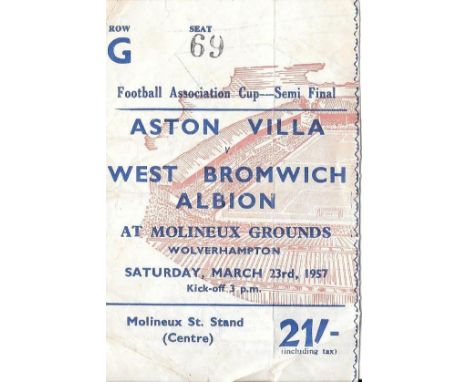 ROW SEAT
G 69
Football Association Cup---Semi Final
ASTON VILLA
v
WEST BROMWICH
ALBION
AT MOLINEUX GROUNDS
WOLVERHAMPTON
SATURDAY, MARCH 23rd, 1957
Kick-off 3 p.m.
Molineux St. Stand
(Centre)
21/-
(including tax)